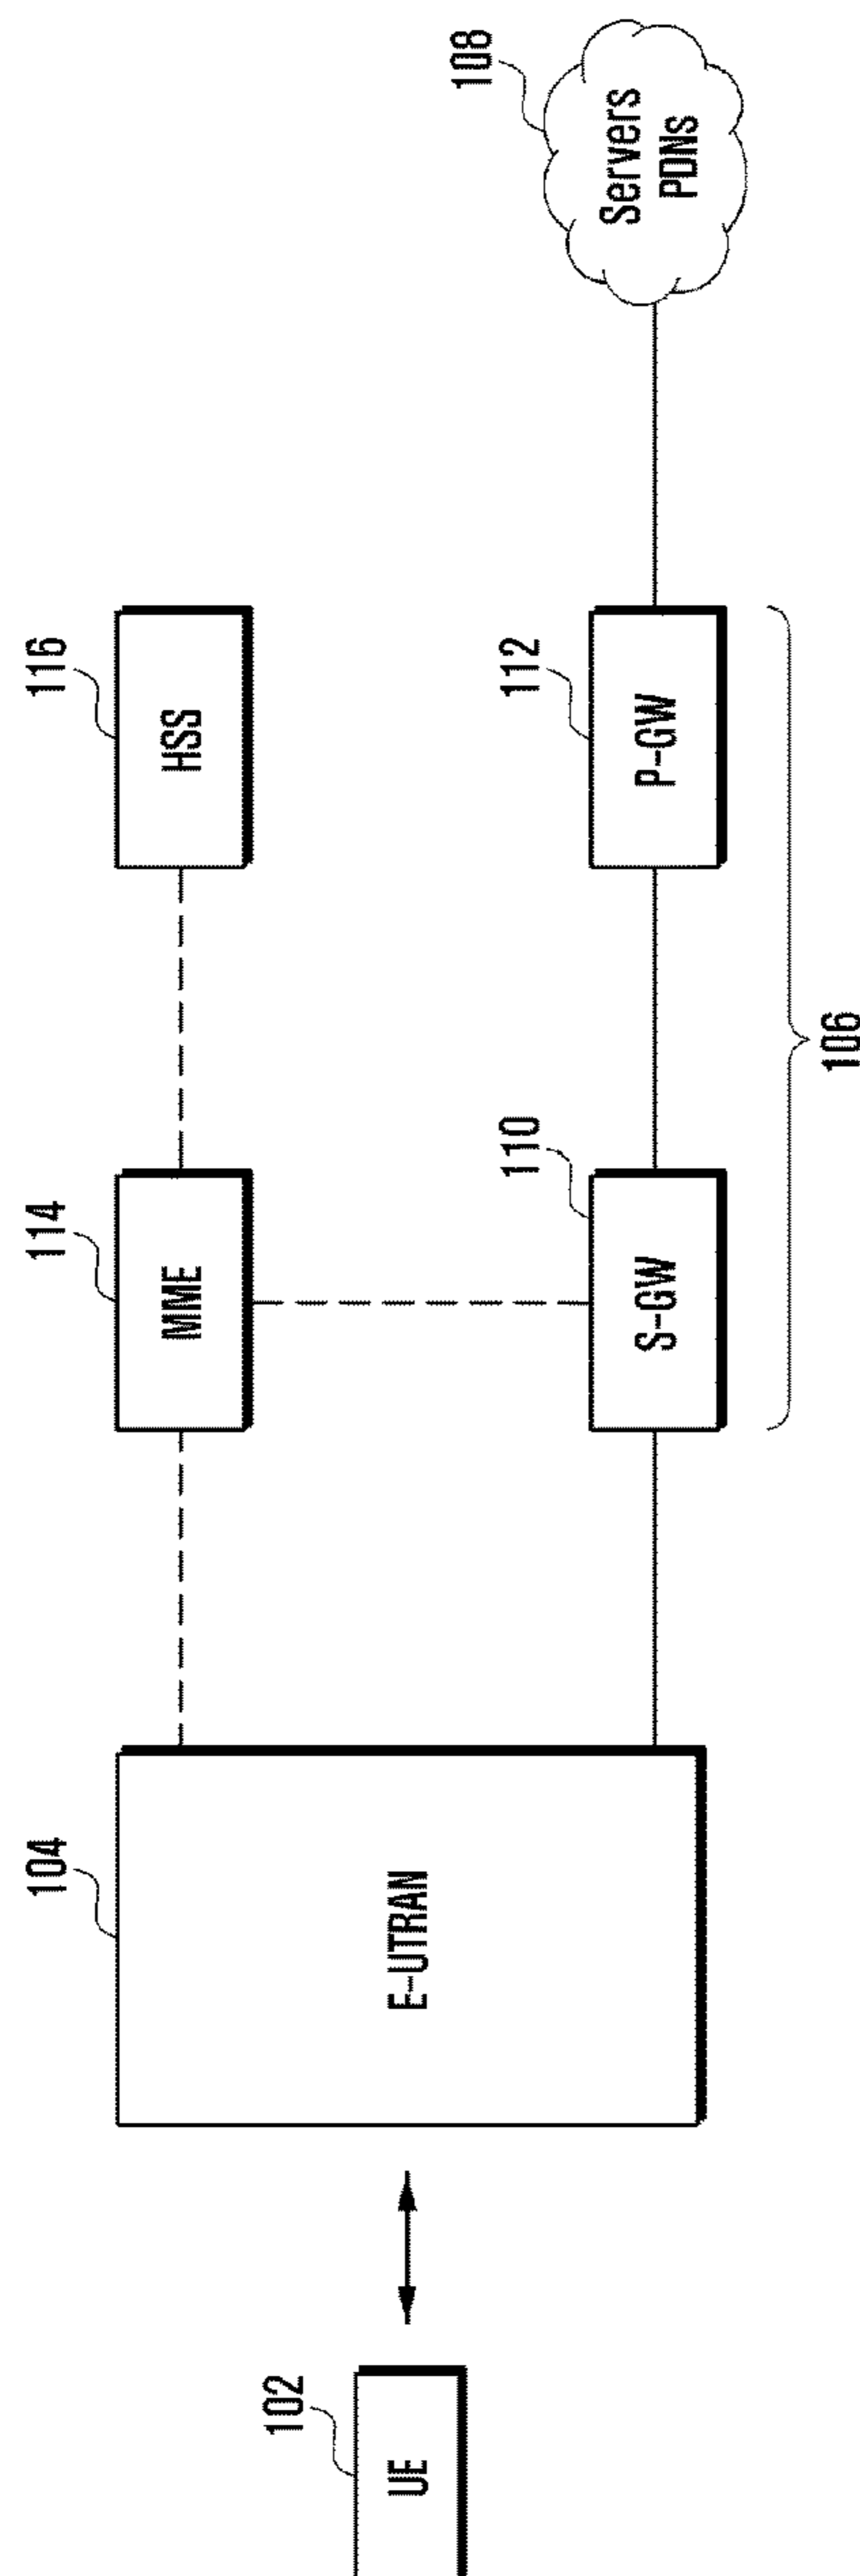 102
UE
104
E-UTRAN
114
MME
116
HSS
110
S-GW
112
P-GW
106
108
Servers
PDNs